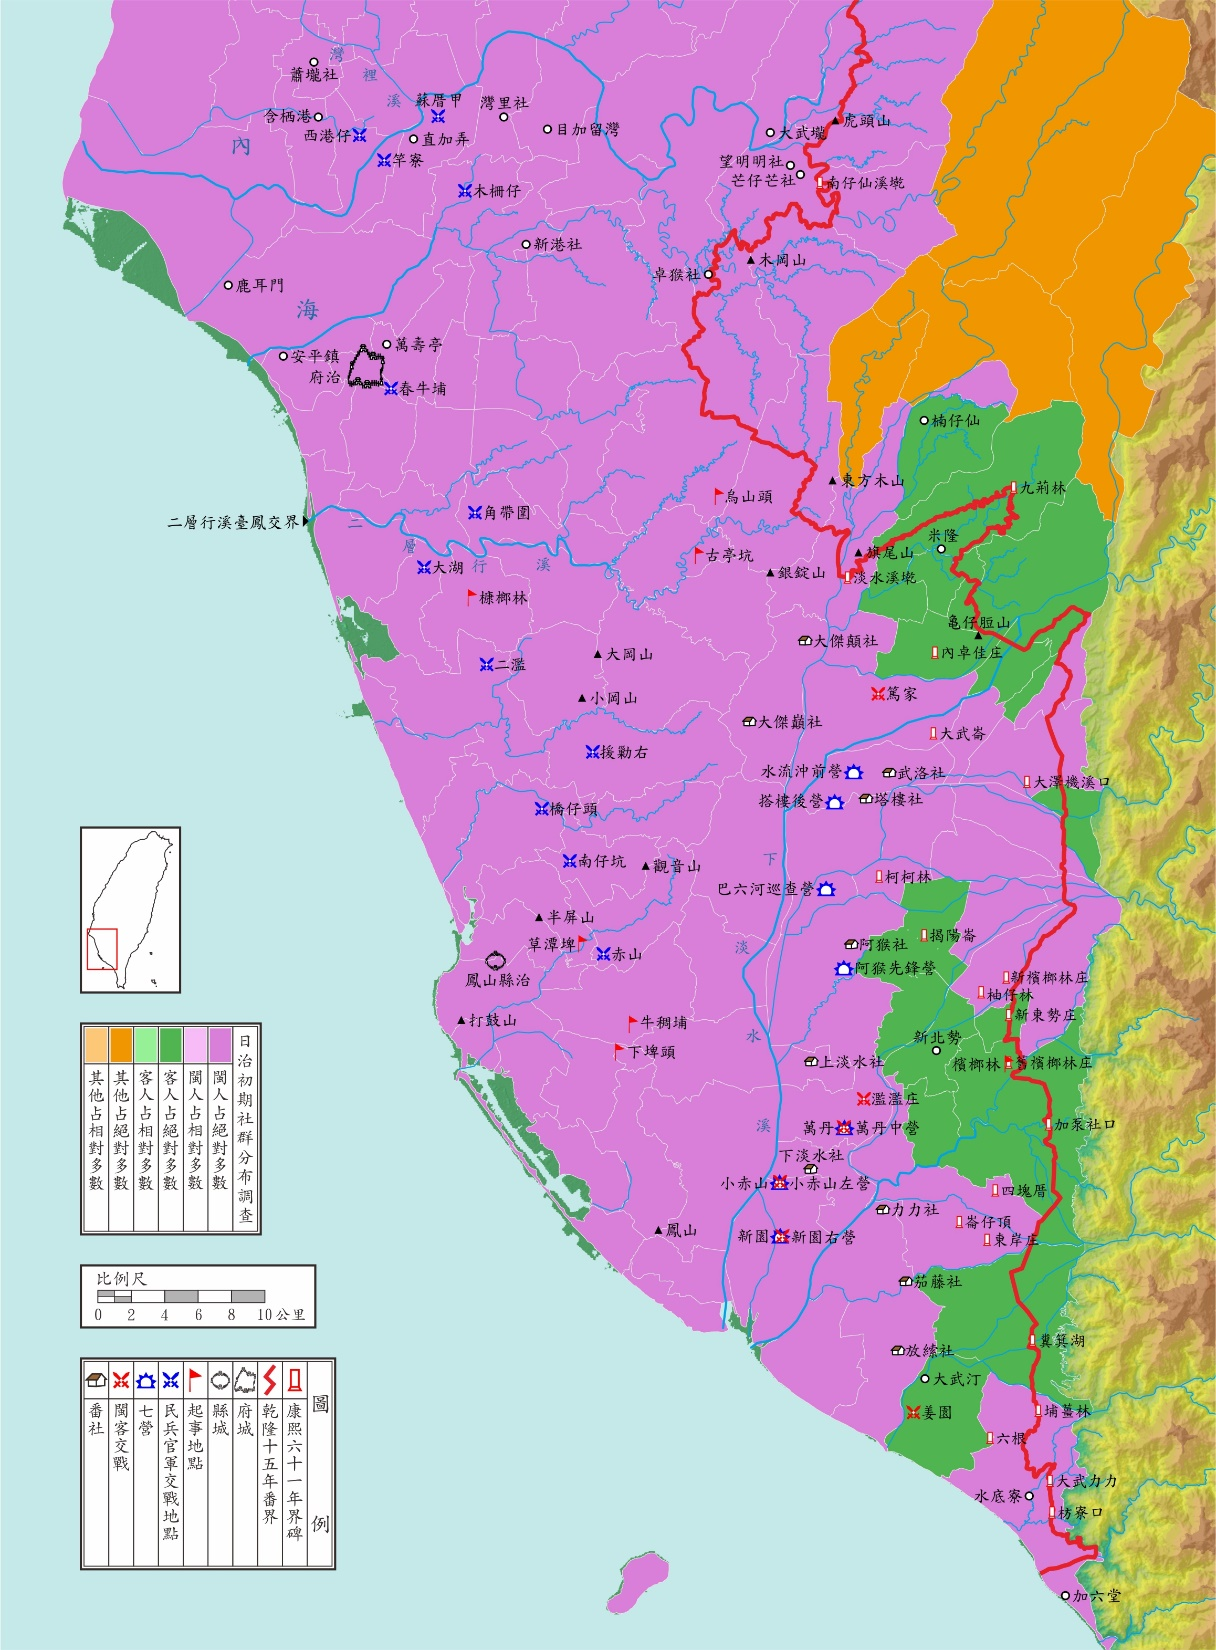 蕭壠社
灣
裡
溪
蘇厝甲
灣里社
含栖港
西港仔
直加弄
目加留灣
內
竿寮
木柵仔
大武壠
虎頭山
望明明社
芒仔芒社
南仔仙溪墘
新港社
卓猴社
木岡山
鹿耳門
海
安平鎮
府治
萬壽亭
春牛埔
楠仔仙
東方木山
烏山頭
九荊林
角帶圍
二層行溪臺鳳交界
二
層
行
溪
大湖
古亭坑
銀錠山
旗尾山
米隆
淡水溪墘
槺榔林
大傑顛社
龜仔脰山
內卓佳庄
二濫
大岡山
小岡山
篤家
大傑巔社
大武崙
援勦右
水流沖前營
武洛社
大澤機溪口
搭樓後營
塔樓社
橋仔頭
南仔坑
觀音山
下
巴六河巡查營
柯柯林
半屏山
草潭埤
赤山
淡
阿猴社
揭陽崙
阿猴先鋒營
鳳山縣治
新檳榔林庄
柚仔林
新東勢庄
打鼓山
牛稠埔
下埤頭
水
新北勢
上淡水社
檳榔林
舊檳榔林庄
濫濫庄
溪
萬丹
萬丹中營
加泵社口
下淡水社
小赤山
小赤山左營
四塊厝
力力社
崙仔頂
東岸庄
鳳山
新園
新園右營
茄藤社
放縤社
糞箕湖
大武汀
姜園
埔薑林
六根
大武力力
水底寮
枋寮口
加六堂
日治初期社群分布調查
閩人占絕對多數
閩人占相對多數
客人占絕對多數
客人占相對多數
其他占絕對多數
其他占相對多數
比例尺
0 2 4 6 8 10公里
圖例
康熙六十一年界碑
乾隆十五年番界
府城
縣城
起事地點
民兵官軍交戰地點
七營
閩客交戰
番社